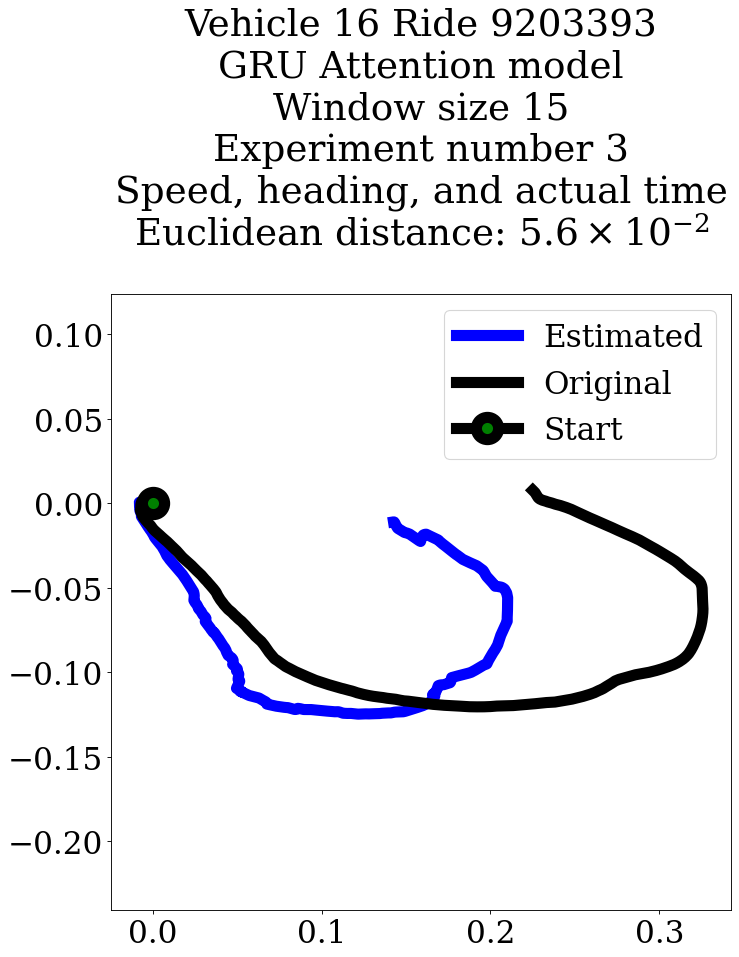 Vehicle 16 Ride 9203393
GRU Attention model
Window size 15
Experiment number 3
Speed, heading, and actual time
Euclidean distance: 5.6 × 10⁻²
Estimated
Original
Start
0.10
0.05
0.00
−0.05
−0.10
−0.15
−0.20
0.0 0.1 0.2 0.3